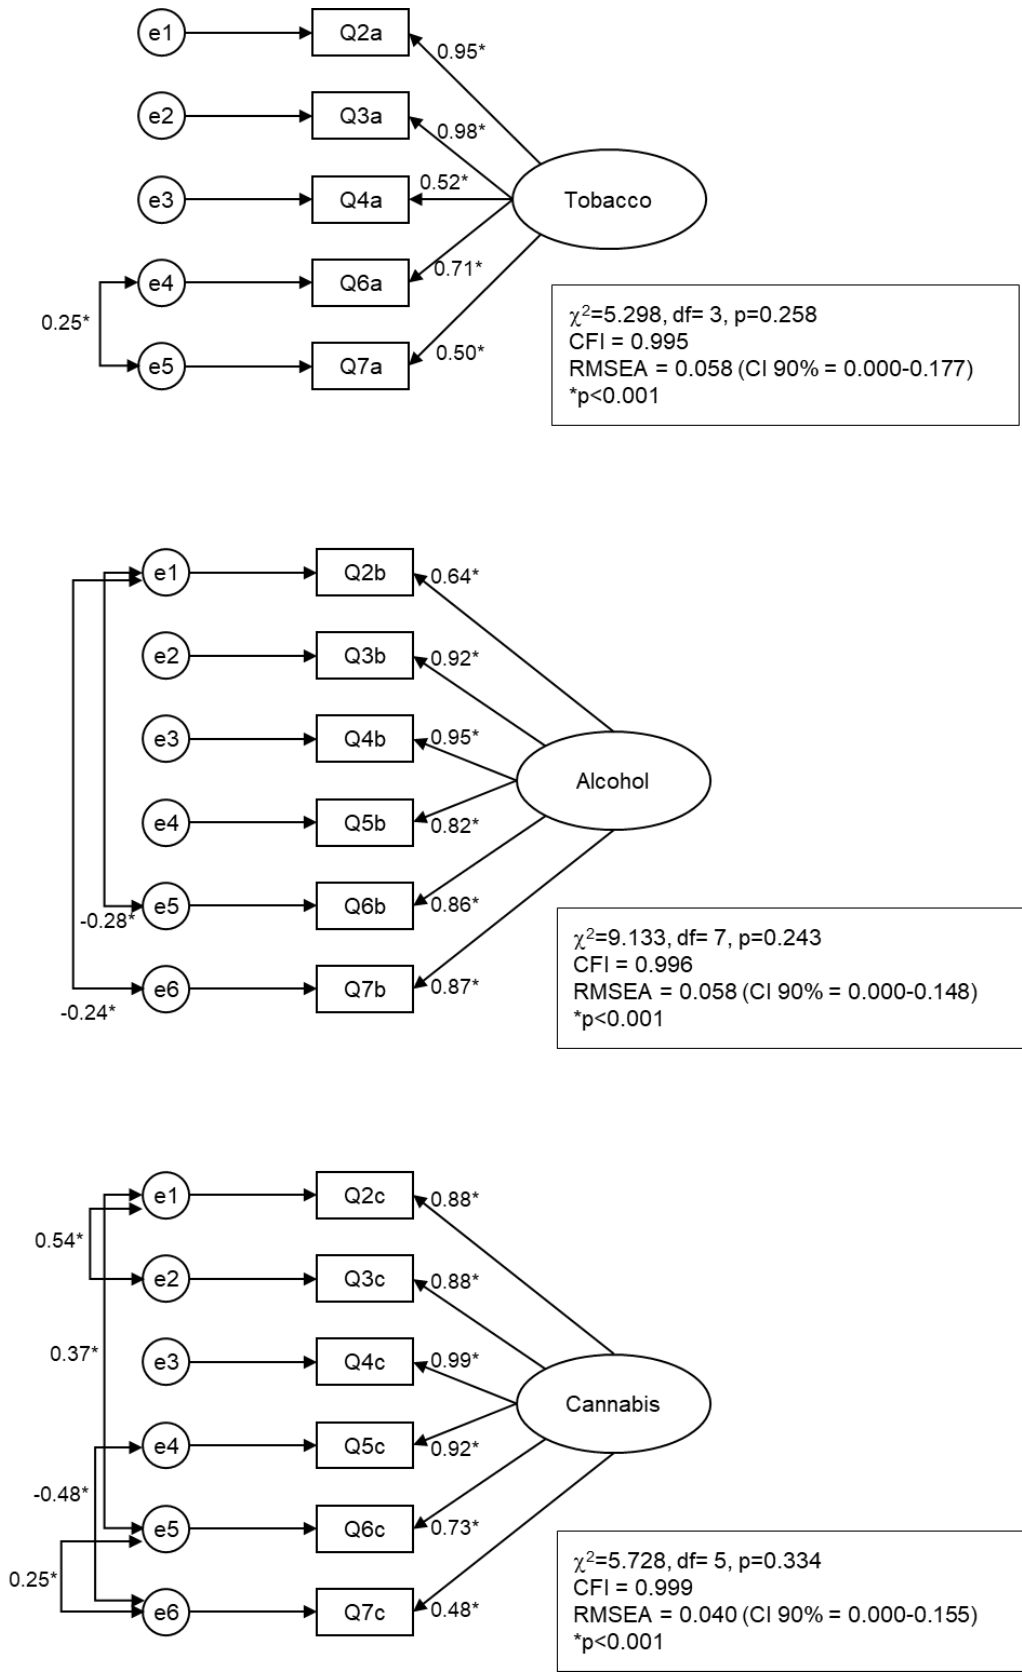 e1
Q2a
0.95*
e2
Q3a
0.98*
e3
Q4a
0.52*
Tobacco
e4
Q6a
0.71*
0.25*
e5
Q7a
0.50*
χ²=5.298, df= 3, p=0.258
CFI = 0.995
RMSEA = 0.058 (CI 90% = 0.000-0.177)
*p<0.001
e1
Q2b
0.64*
e2
Q3b
0.92*
e3
Q4b
0.95*
Alcohol
e4
Q5b
0.82*
e5
Q6b
0.86*
-0.28*
e6
Q7b
0.87*
-0.24*
χ²=9.133, df= 7, p=0.243
CFI = 0.996
RMSEA = 0.058 (CI 90% = 0.000-0.148)
*p<0.001
e1
Q2c
0.88*
0.54*
e2
Q3c
0.88*
0.37*
e3
Q4c
0.99*
Cannabis
e4
Q5c
0.92*
-0.48*
e5
Q6c
0.73*
0.25*
e6
Q7c
0.48*
χ²=5.728, df= 5, p=0.334
CFI = 0.999
RMSEA = 0.040 (CI 90% = 0.000-0.155)
*p<0.001